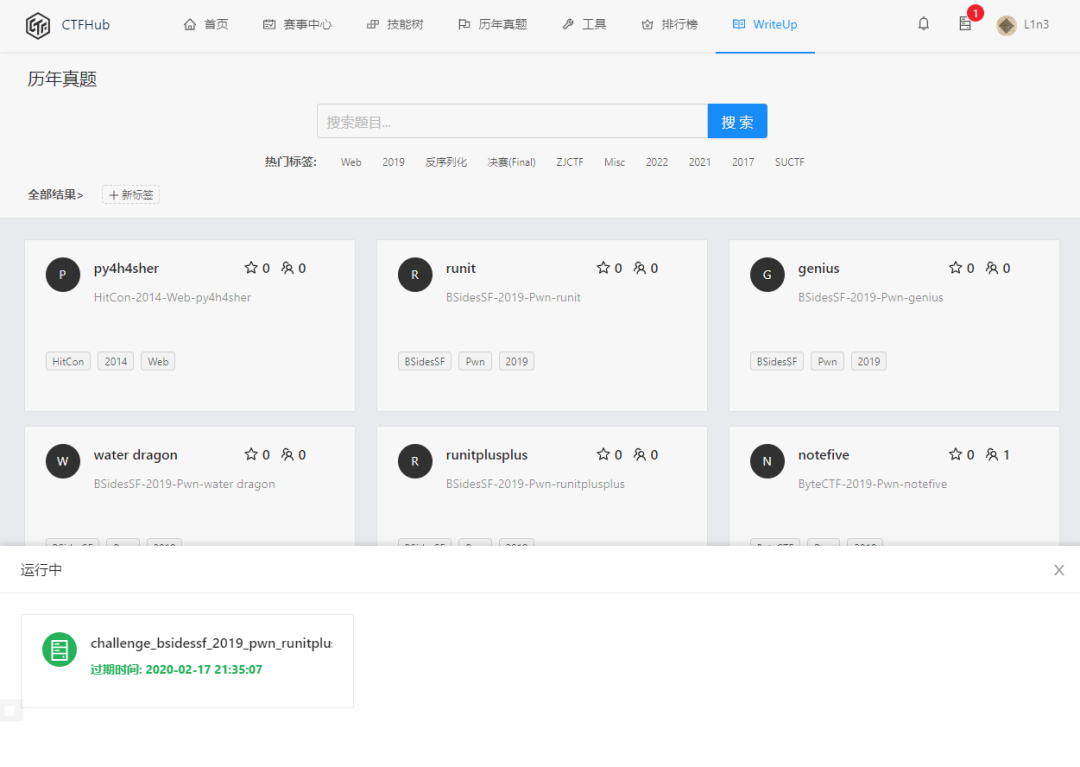 CTFHub 首页 赛事中心 技能树 历年真题 工具 排行榜 WriteUp 1 L1n3
历年真题
搜索题目... 搜 索
热门标签: Web 2019 反序列化 决赛(Final) ZJCTF Misc 2022 2021 2017 SUCTF
全部结果> + 新标签
P py4h4sher 0 0
HitCon-2014-Web-py4h4sher
HitCon 2014 Web
R runit 0 0
BSidesSF-2019-Pwn-runit
BSidesSF Pwn 2019
G genius 0 0
BSidesSF-2019-Pwn-genius
BSidesSF Pwn 2019
W water dragon 0 0
BSidesSF-2019-Pwn-water dragon
R runitplusplus 0 0
BSidesSF-2019-Pwn-runitplusplus
N notefive 0 1
ByteCTF-2019-Pwn-notefive
运行中
challenge_bsidessf_2019_pwn_runitplu
过期时间: 2020-02-17 21:35:07